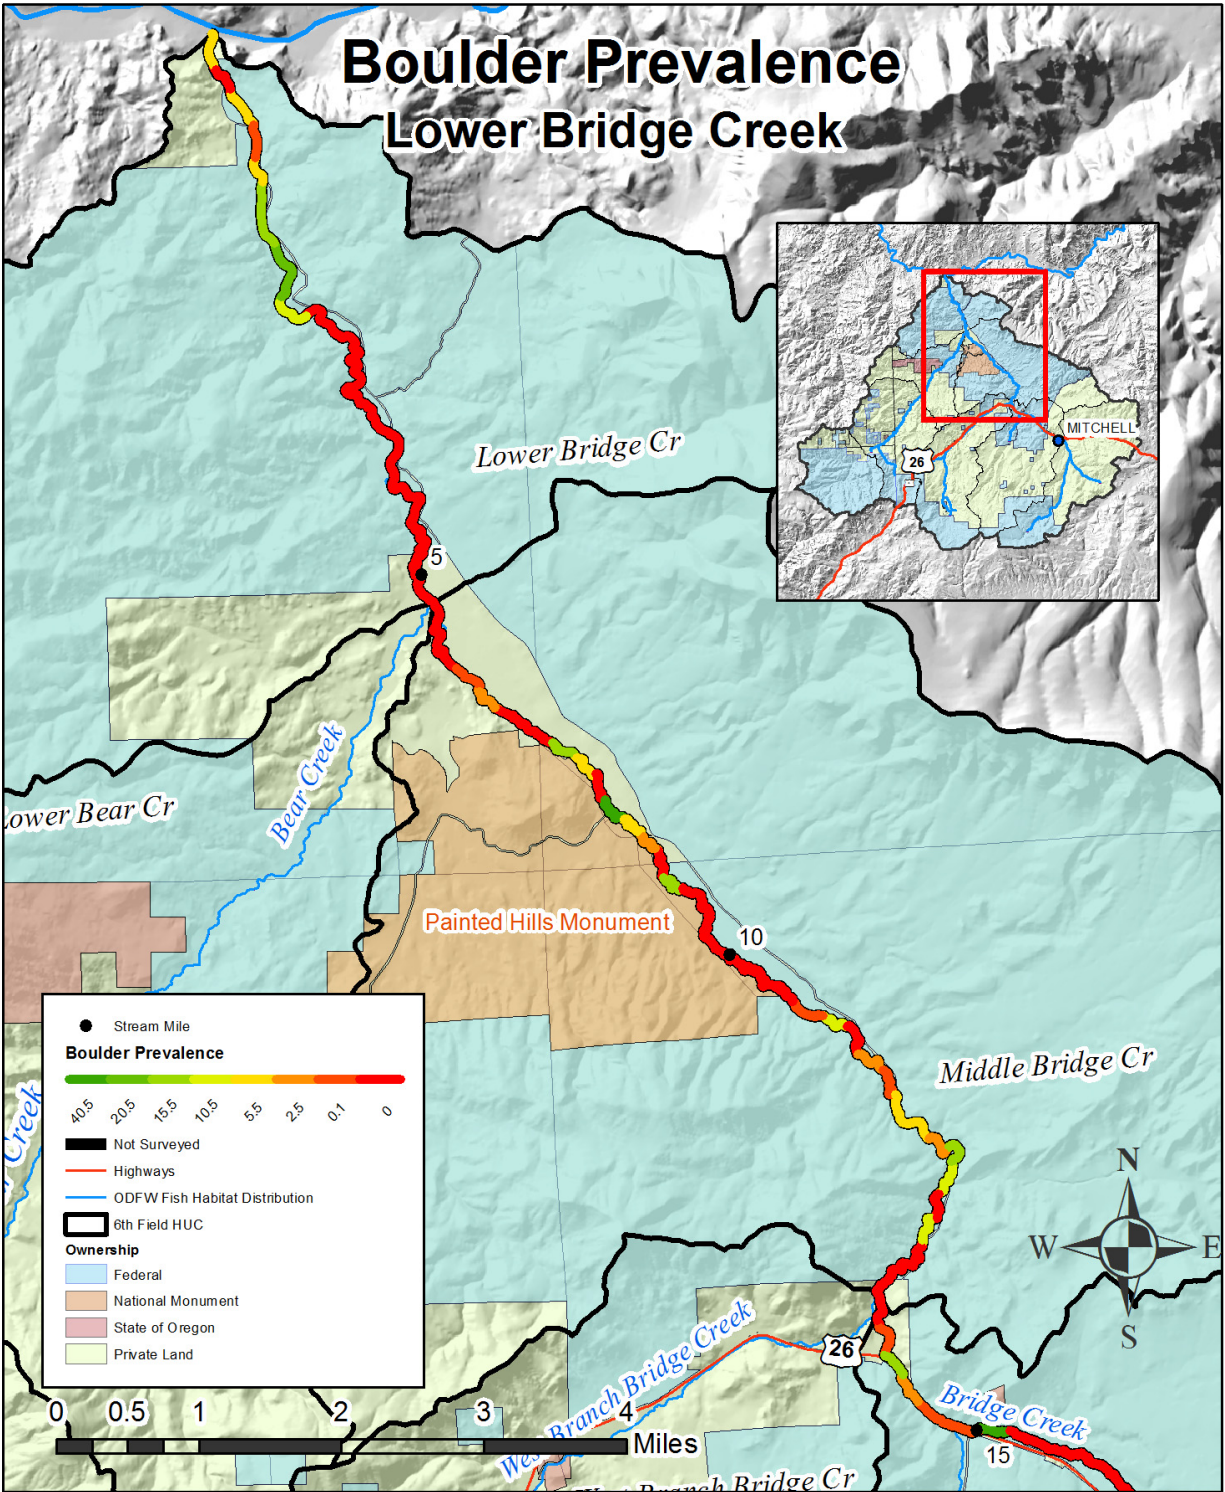 Boulder Prevalence
Lower Bridge Creek
MITCHELL
26
Lower Bridge Cr
5
Bear Creek
Lower Bear Cr
Painted Hills Monument
10
Middle Bridge Cr
Creek
Stream Mile
Boulder Prevalence
40.5 20.5 15.5 10.5 5.5 2.5 0.1 0
Not Surveyed
Highways
ODFW Fish Habitat Distribution
6th Field HUC
Ownership
Federal
National Monument
State of Oregon
Private Land
N
W E
S
West Branch Bridge Creek
26
Bridge Creek
15
0 0.5 1 2 3 4
Miles
West Branch Bridge Cr